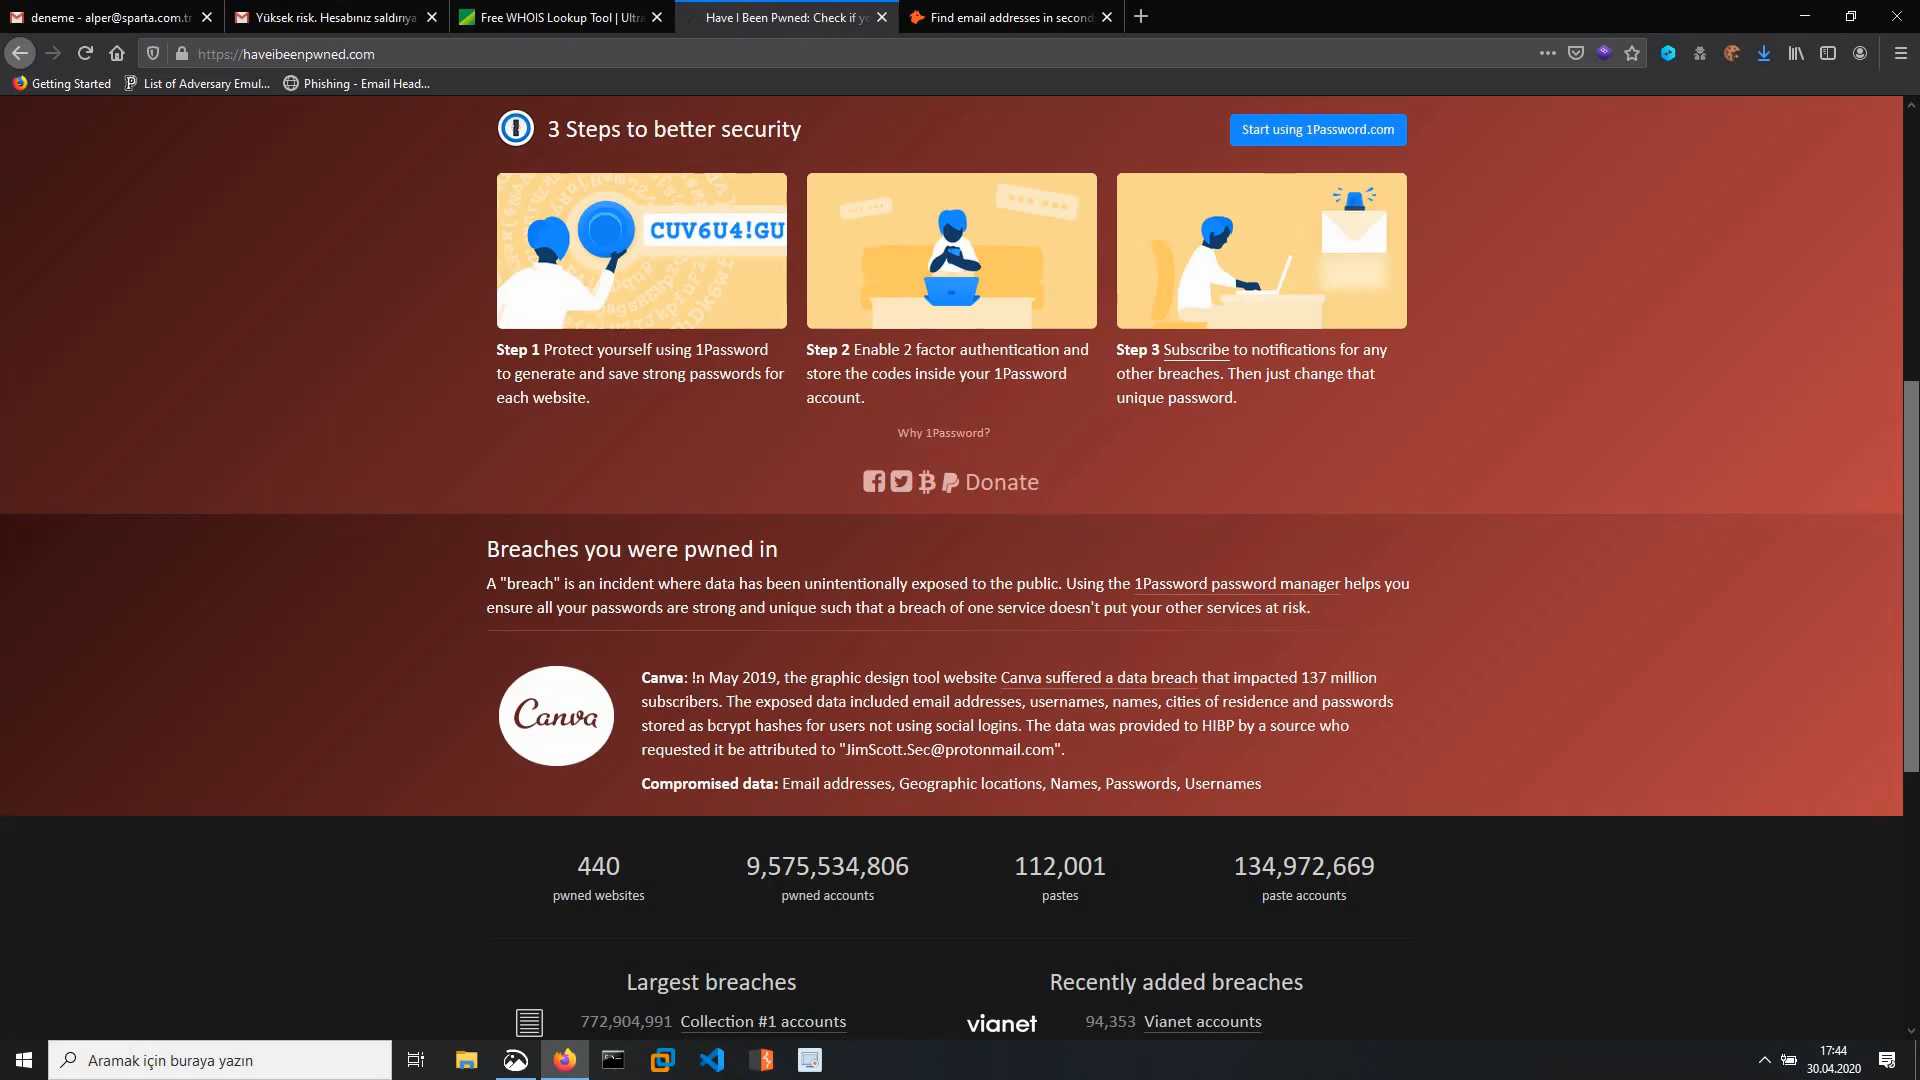 deneme - alper@sparta.com.tr
Yüksek risk. Hesabınız saldırıya
Free WHOIS Lookup Tool | Ultra
Have I Been Pwned: Check if yo
Find email addresses in second
https://haveibeenpwned.com
Getting Started
List of Adversary Emul...
Phishing - Email Head...
3 Steps to better security
Start using 1Password.com
CUV6U4!GU
Step 1 Protect yourself using 1Password
to generate and save strong passwords for
each website.
Step 2 Enable 2 factor authentication and
store the codes inside your 1Password
account.
Step 3 Subscribe to notifications for any
other breaches. Then just change that
unique password.
Why 1Password?
Donate
Breaches you were pwned in
A "breach" is an incident where data has been unintentionally exposed to the public. Using the 1Password password manager helps you
ensure all your passwords are strong and unique such that a breach of one service doesn't put your other services at risk.
Canva
Canva: In May 2019, the graphic design tool website Canva suffered a data breach that impacted 137 million
subscribers. The exposed data included email addresses, usernames, names, cities of residence and passwords
stored as bcrypt hashes for users not using social logins. The data was provided to HIBP by a source who
requested it be attributed to "JimScott.Sec@protonmail.com".
Compromised data: Email addresses, Geographic locations, Names, Passwords, Usernames
440
pwned websites
9,575,534,806
pwned accounts
112,001
pastes
134,972,669
paste accounts
Largest breaches
772,904,991 Collection #1 accounts
Recently added breaches
vianet
94,353 Vianet accounts
Aramak için buraya yazın
17:44
30.04.2020